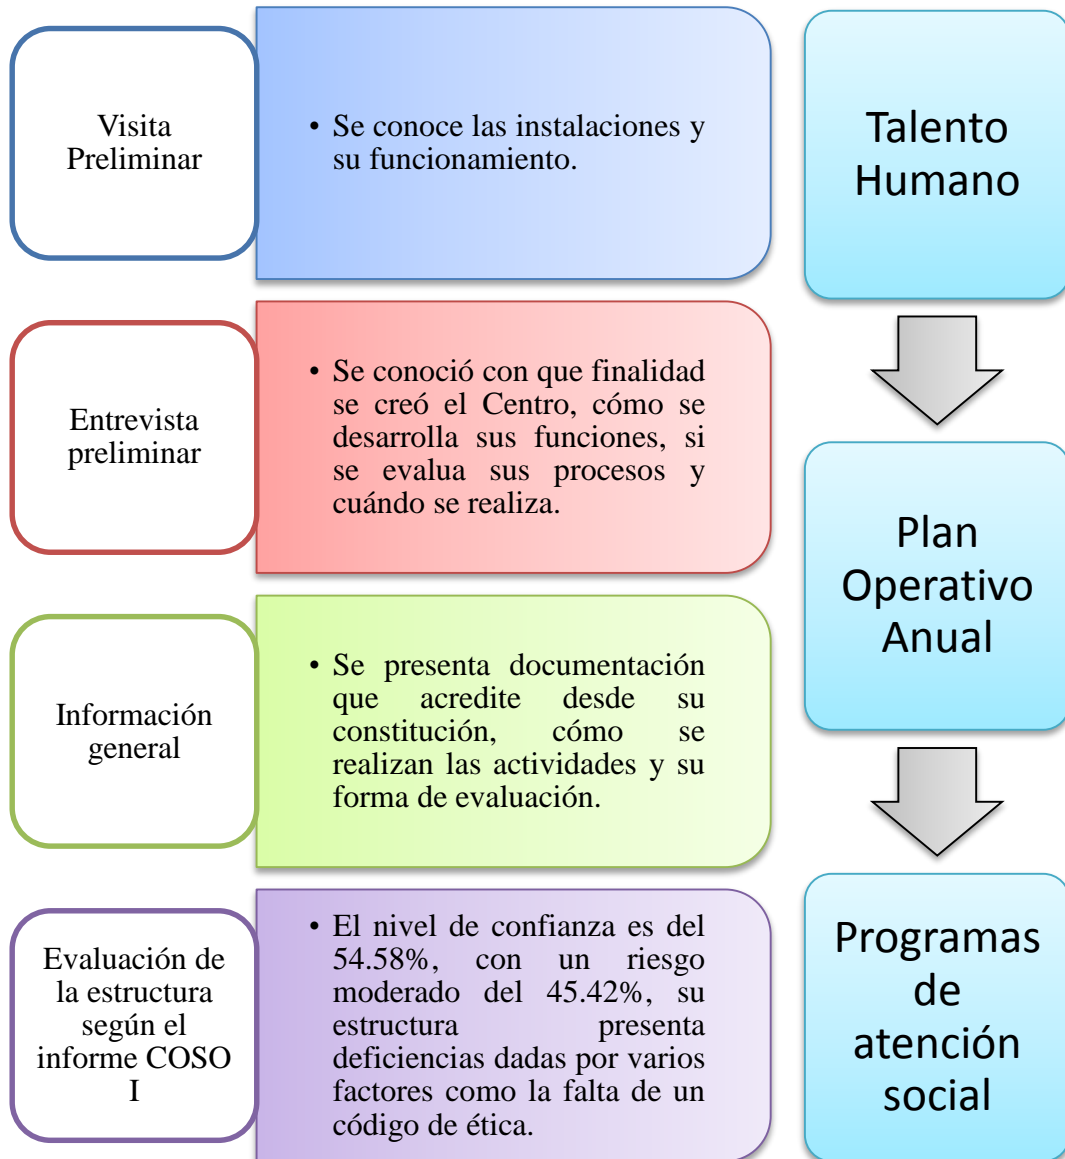 Visita
Preliminar
• Se conoce las instalaciones y
su funcionamiento.
Entrevista
preliminar
• Se conoció con que finalidad
se creó el Centro, cómo se
desarrolla sus funciones, si
se evalua sus procesos y
cuándo se realiza.
Información
general
• Se presenta documentación
que acredite desde su
constitución, cómo se
realizan las actividades y su
forma de evaluación.
Evaluación de
la estructura
según el
informe COSO
I
• El nivel de confianza es del
54.58%, con un riesgo
moderado del 45.42%, su
estructura presenta
deficiencias dadas por varios
factores como la falta de un
código de ética.
Talento
Humano
Plan
Operativo
Anual
Programas
de
atención
social